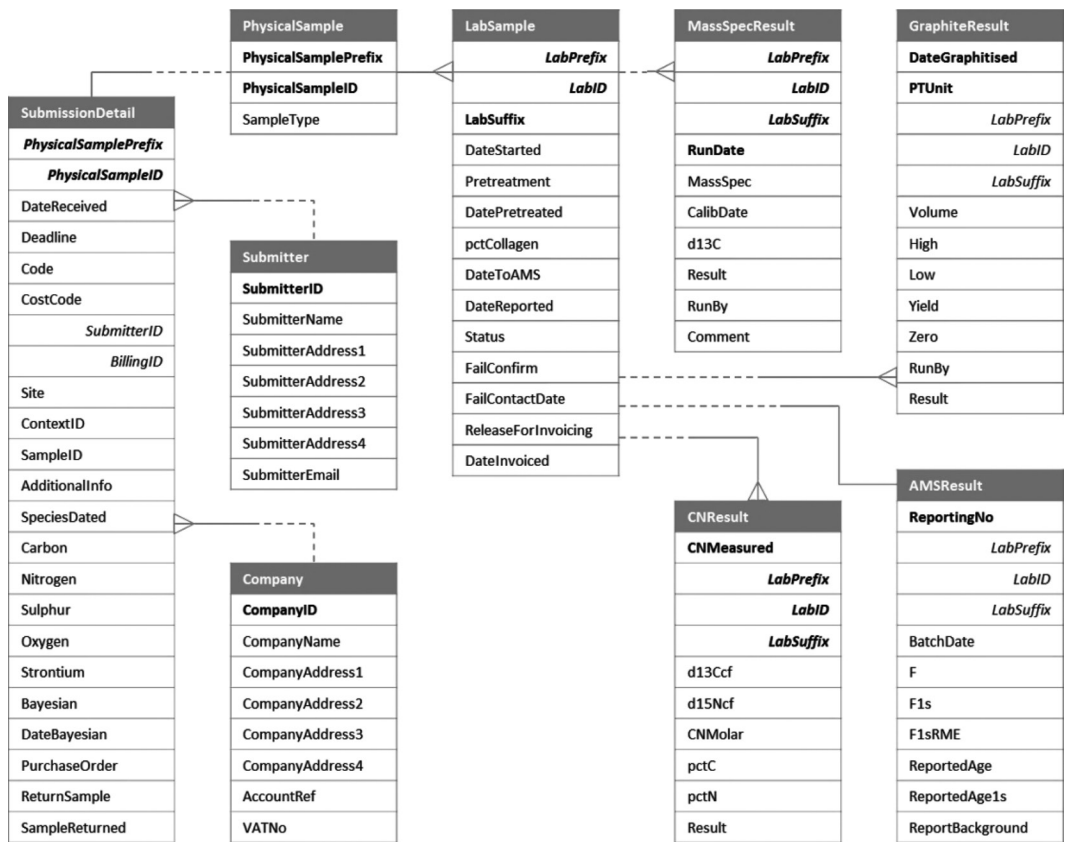 PhysicalSample
PhysicalSamplePrefix
PhysicalSampleID
SampleType
LabSample
LabPrefix
LabID
LabSuffix
DateStarted
Pretreatment
DatePretreated
pctCollagen
DateToAMS
DateReported
Status
FailConfirm
FailContactDate
ReleaseForInvoicing
DateInvoiced
MassSpecResult
LabPrefix
LabID
LabSuffix
RunDate
MassSpec
CalibDate
d13C
Result
RunBy
Comment
GraphiteResult
DateGraphitised
PTUnit
LabPrefix
LabID
LabSuffix
Volume
High
Low
Yield
Zero
RunBy
Result
SubmissionDetail
PhysicalSamplePrefix
PhysicalSampleID
DateReceived
Deadline
Code
CostCode
SubmitterID
BillingID
Site
ContextID
SampleID
AdditionalInfo
SpeciesDated
Carbon
Nitrogen
Sulphur
Oxygen
Strontium
Bayesian
DateBayesian
PurchaseOrder
ReturnSample
SampleReturned
Submitter
SubmitterID
SubmitterName
SubmitterAddress1
SubmitterAddress2
SubmitterAddress3
SubmitterAddress4
SubmitterEmail
Company
CompanyID
CompanyName
CompanyAddress1
CompanyAddress2
CompanyAddress3
CompanyAddress4
AccountRef
VATNo
CNResult
CNMeasured
LabPrefix
LabID
LabSuffix
d13Ccf
d15Ncf
CNMolar
pctC
pctN
Result
AMSResult
ReportingNo
LabPrefix
LabID
LabSuffix
BatchDate
F
F1s
F1sRME
ReportedAge
ReportedAge1s
ReportBackground